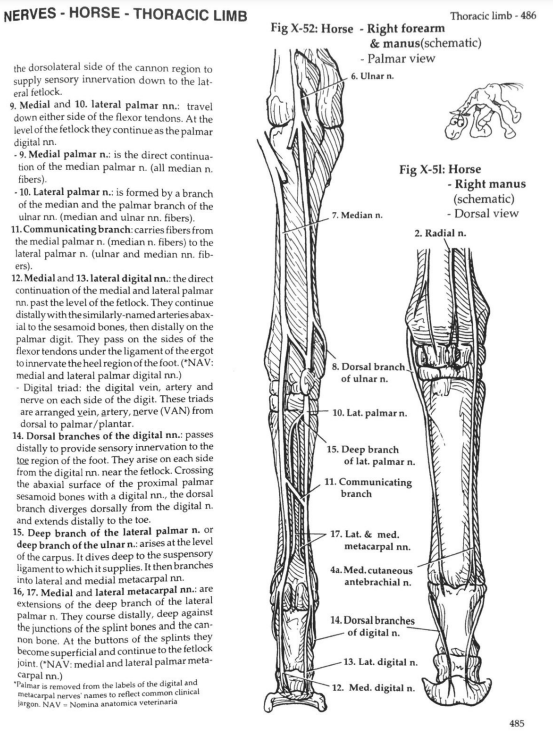 NERVES - HORSE - THORACIC LIMB
Thoracic limb - 486
the dorsolateral side of the cannon region to
supply sensory innervation down to the lat-
eral fetlock.
9. Medial and 10. lateral palmar nn.: travel
down either side of the flexor tendons. At the
level of the fetlock they continue as the palmar
digital nn.
- 9. Medial palmar n.: is the direct continua-
tion of the median palmar n. (all median n.
fibers).
- 10. Lateral palmar n.: is formed by a branch
of the median and the palmar branch of the
ulnar nn. (median and ulnar nn. fibers).
11. Communicating branch: carries fibers from
the medial palmar n. (median n. fibers) to the
lateral palmar n. (ulnar and median nn. fib-
ers).
12. Medial and 13. lateral digital nn.: the direct
continuation of the medial and lateral palmar
nn. past the level of the fetlock. They continue
distally with the similarly-named arteries abax-
ial to the sesamoid bones, then distally on the
palmar digit. They pass on the sides of the
flexor tendons under the ligament of the ergot
to innervate the heel region of the foot. (*NAV:
medial and lateral palmar digital nn.)
- Digital triad: the digital vein, artery and
nerve on each side of the digit. These triads
are arranged vein, artery, nerve (VAN) from
dorsal to palmar/plantar.
14. Dorsal branches of the digital nn.: passes
distally to provide sensory innervation to the
toe region of the foot. They arise on each side
from the digital nn. near the fetlock. Crossing
the abaxial surface of the proximal palmar
sesamoid bones with a digital nn., the dorsal
branch diverges dorsally from the digital n.
and extends distally to the toe.
15. Deep branch of the lateral palmar n. or
deep branch of the ulnar n.: arises at the level
of the carpus. It dives deep to the suspensory
ligament to which it supplies. It then branches
into lateral and medial metacarpal nn.
16, 17. Medial and lateral metacarpal nn.: are
extensions of the deep branch of the lateral
palmar n. They course distally, deep against
the junctions of the splint bones and the can-
non bone. At the buttons of the splints they
become superficial and continue to the fetlock
joint. (*NAV: medial and lateral palmar meta-
carpal nn.)
*Palmar is removed from the labels of the digital and
metacarpal nerves' names to reflect common clinical
jargon. NAV = Nomina anatomica veterinaria
Fig X-52: Horse - Right forearm
& manus(schematic)
- Palmar view
6. Ulnar n.
7. Median n.
8. Dorsal branch
of ulnar n.
10. Lat. palmar n.
15. Deep branch
of lat. palmar n.
11. Communicating
branch
17. Lat. & med.
metacarpal nn.
4a. Med. cutaneous
antebrachial n.
14. Dorsal branches
of digital n.
13. Lat. digital n.
12. Med. digital n.
Fig X-51: Horse
- Right manus
(schematic)
- Dorsal view
2. Radial n.
485